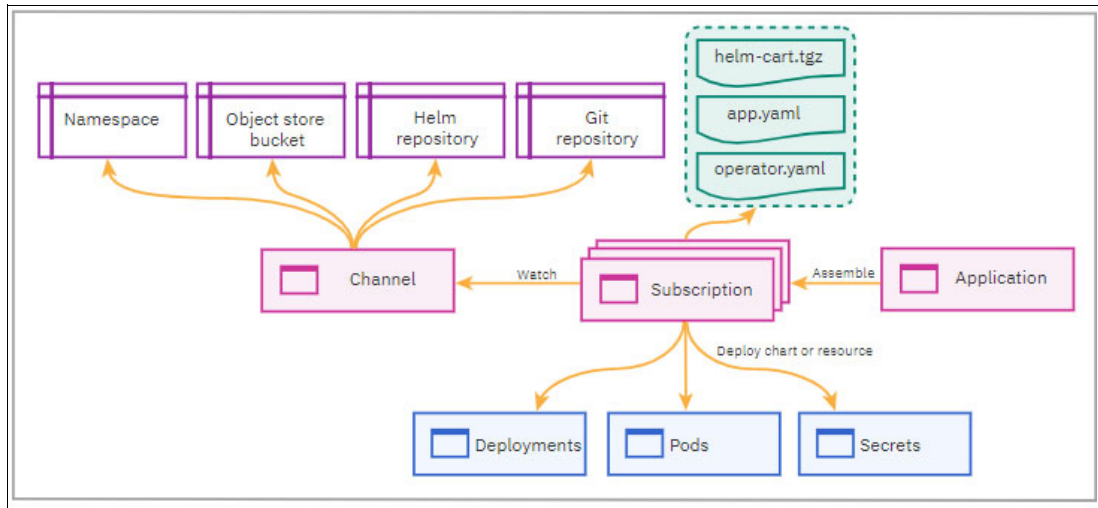 helm-cart.tgz
app.yaml
operator.yaml
Namespace
Object store
bucket
Helm
repository
Git
repository
Channel
Watch
Subscription
Assemble
Application
Deploy chart or resource
Deployments
Pods
Secrets